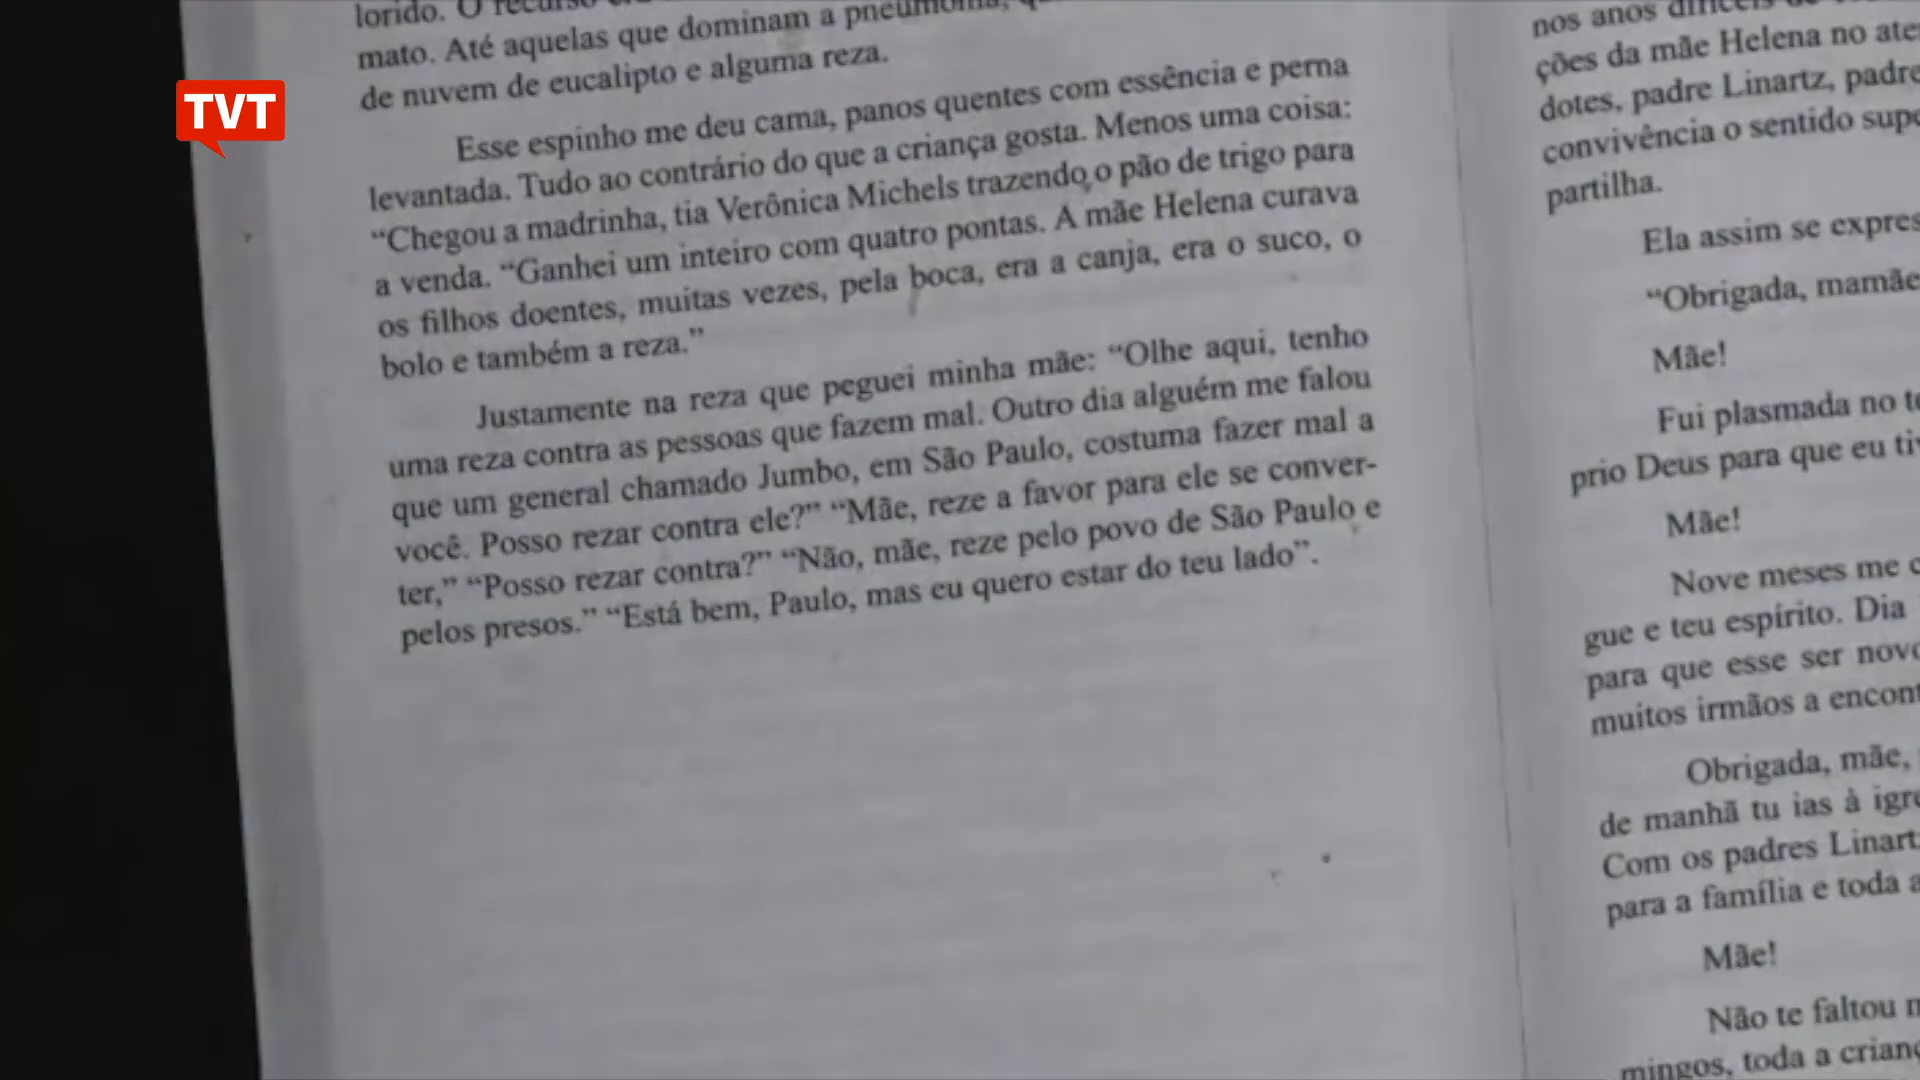 TVT
lorido. O recurso
mato. Até aquelas que dominam a pneumonia,
de nuvem de eucalipto e alguma reza.
Esse espinho me deu cama, panos quentes com essência e perna
levantada. Tudo ao contrário do que a criança gosta. Menos uma coisa:
“Chegou a madrinha, tia Verônica Michels trazendo o pão de trigo para
a venda. “Ganhei um inteiro com quatro pontas. A mãe Helena curava
os filhos doentes, muitas vezes, pela boca, era a canja, era o suco, o
bolo e também a reza.”
Justamente na reza que peguei minha mãe: “Olhe aqui, tenho
uma reza contra as pessoas que fazem mal. Outro dia alguém me falou
que um general chamado Jumbo, em São Paulo, costuma fazer mal a
você. Posso rezar contra ele?” “Mãe, reze a favor para ele se conver-
ter,” “Posso rezar contra?” “Não, mãe, reze pelo povo de São Paulo e
pelos presos.” “Está bem, Paulo, mas eu quero estar do teu lado”.
nos anos difíceis
ções da mãe Helena no
dotes, padre Linartz, padre
convivência o sentido
partilha.
Ela assim se
“Obrigada, mamãe
Mãe!
Fui plasmada no
prio Deus para que eu
Mãe!
Nove meses me
gue e teu espírito. Dia
para que esse ser
muitos irmãos a
Obrigada, mãe,
de manhã tu ias à
Com os padres
para a família e toda a
Mãe!
Não te faltou
mingos, toda a